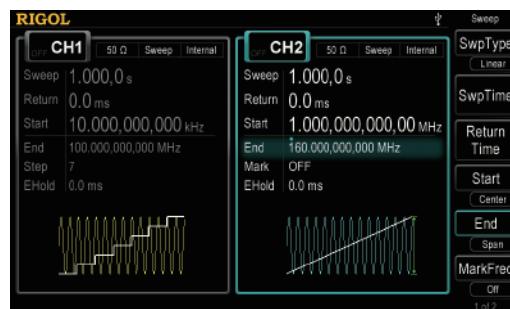 RIGOL
Sweep
OFF CH1 50 Ω Sweep Internal
Sweep 1.000,0 s
Return 0.0 ms
Start 10.000,000,000 kHz
End 100.000,000,000 MHz
Step 7
EHold 0.0 ms
OFF CH2 50 Ω Sweep Internal
Sweep 1.000,0 s
Return 0.0 ms
Start 1.000,000,000,00 MHz
End 160.000,000,000 MHz
Mark OFF
EHold 0.0 ms
SwpType
Linear
SwpTime
Return
Time
Start
Center
End
Span
MarkFreq
Off
1 of 2